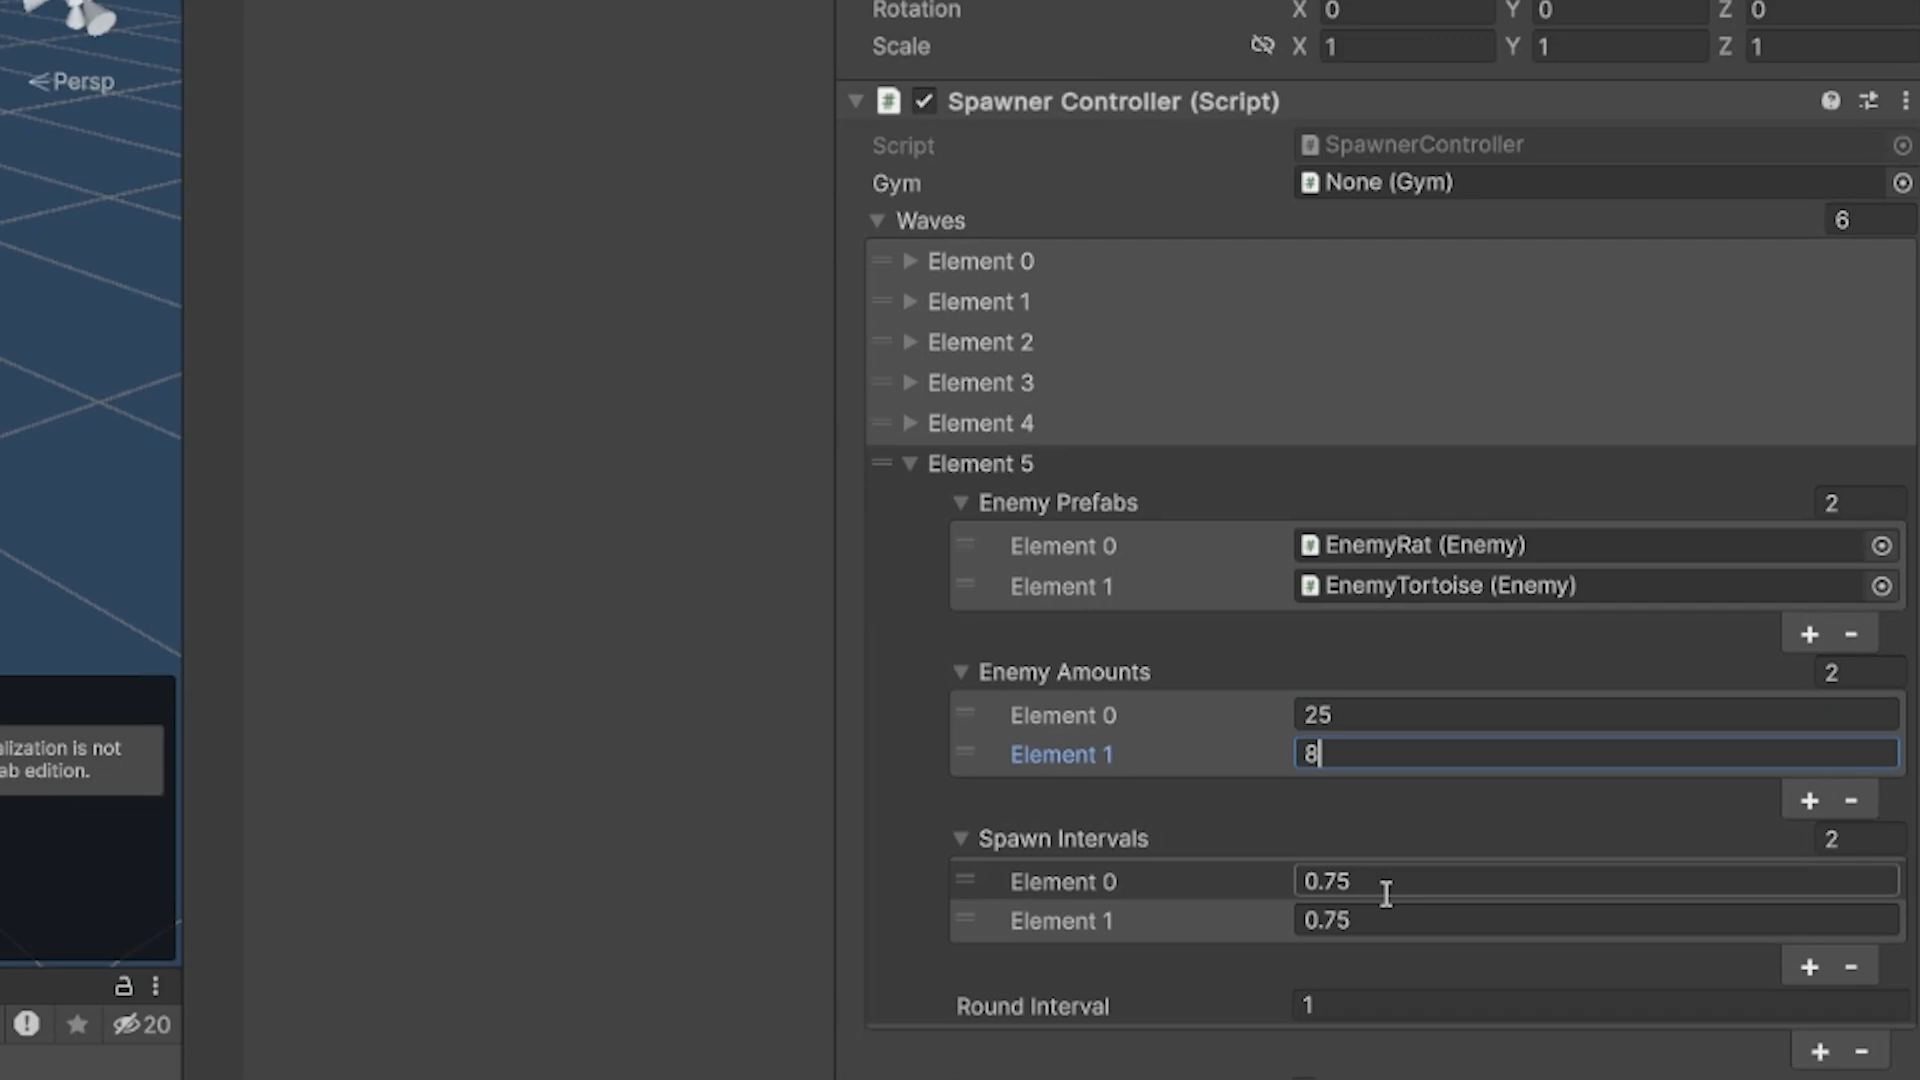 Rotation X 0 Y 0 Z 0
Scale X 1 Y 1 Z 1
Persp
Spawner Controller (Script)
Script SpawnerController
Gym None (Gym)
Waves 6
Element 0
Element 1
Element 2
Element 3
Element 4
Element 5
Enemy Prefabs 2
Element 0 EnemyRat (Enemy)
Element 1 EnemyTortoise (Enemy)
+ -
Enemy Amounts 2
Element 0 25
Element 1 8
+ -
Spawn Intervals 2
Element 0 0.75
Element 1 0.75
+ -
Round Interval 1
+ -
alization is not
ab edition.
20